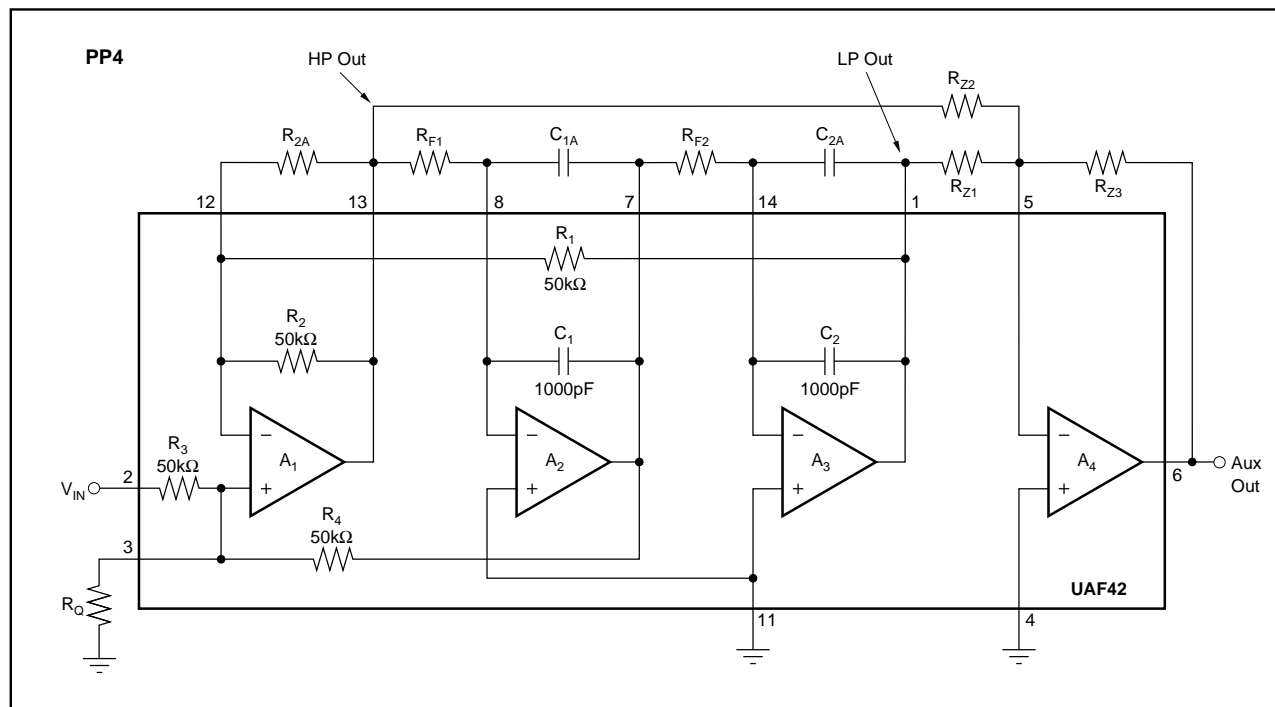 PP4
HP Out
LP Out
R_Z2
R_2A
R_F1
C_1A
R_F2
C_2A
R_Z1
R_Z3
12
13
8
7
14
1
5
R_1
50kΩ
R_2
50kΩ
C_1
1000pF
C_2
1000pF
R_3
50kΩ
A_1
A_2
A_3
A_4
− + − + − + − +
V_IN
2
6
Aux
Out
R_4
50kΩ
3
R_Q
UAF42
11
4